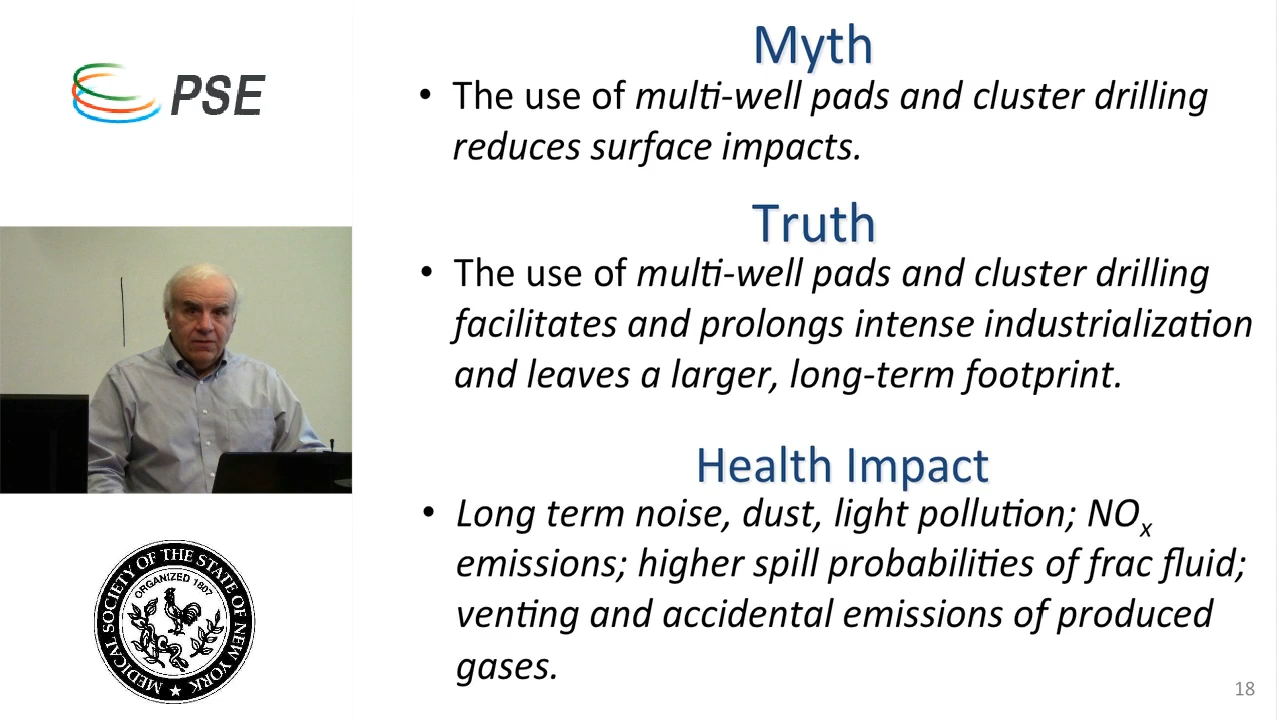 PSE
MEDICAL SOCIETY OF THE STATE OF NEW YORK
ORGANIZED 1807
Myth
• The use of multi-well pads and cluster drilling
reduces surface impacts.
Truth
• The use of multi-well pads and cluster drilling
facilitates and prolongs intense industrialization
and leaves a larger, long-term footprint.
Health Impact
• Long term noise, dust, light pollution; NOx
emissions; higher spill probabilities of frac fluid;
venting and accidental emissions of produced
gases.
18